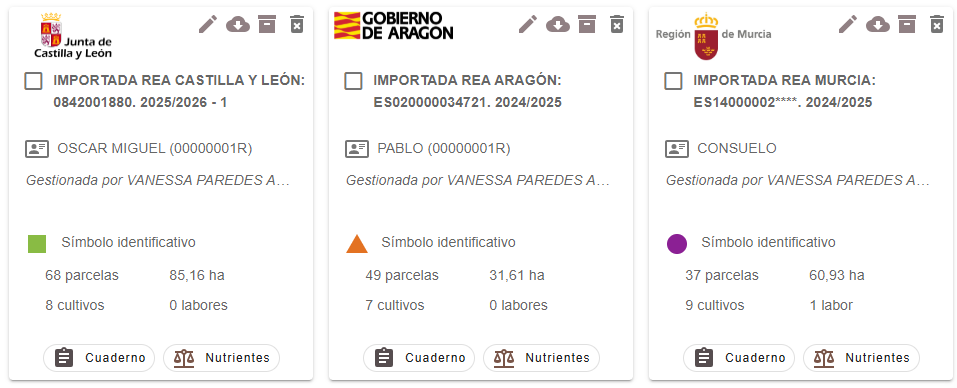 Junta de
Castilla y León
IMPORTADA REA CASTILLA Y LEÓN:
0842001880. 2025/2026 - 1
OSCAR MIGUEL (00000001R)
Gestionada por VANESSA PAREDES A…
Símbolo identificativo
68 parcelas 85,16 ha
8 cultivos 0 labores
Cuaderno Nutrientes
GOBIERNO
DE ARAGON
IMPORTADA REA ARAGÓN:
ES020000034721. 2024/2025
PABLO (00000001R)
Gestionada por VANESSA PAREDES A…
Símbolo identificativo
49 parcelas 31,61 ha
7 cultivos 0 labores
Cuaderno Nutrientes
Región de Murcia
IMPORTADA REA MURCIA:
ES14000002****. 2024/2025
CONSUELO
Gestionada por VANESSA PAREDES A…
Símbolo identificativo
37 parcelas 60,93 ha
9 cultivos 1 labor
Cuaderno Nutrientes